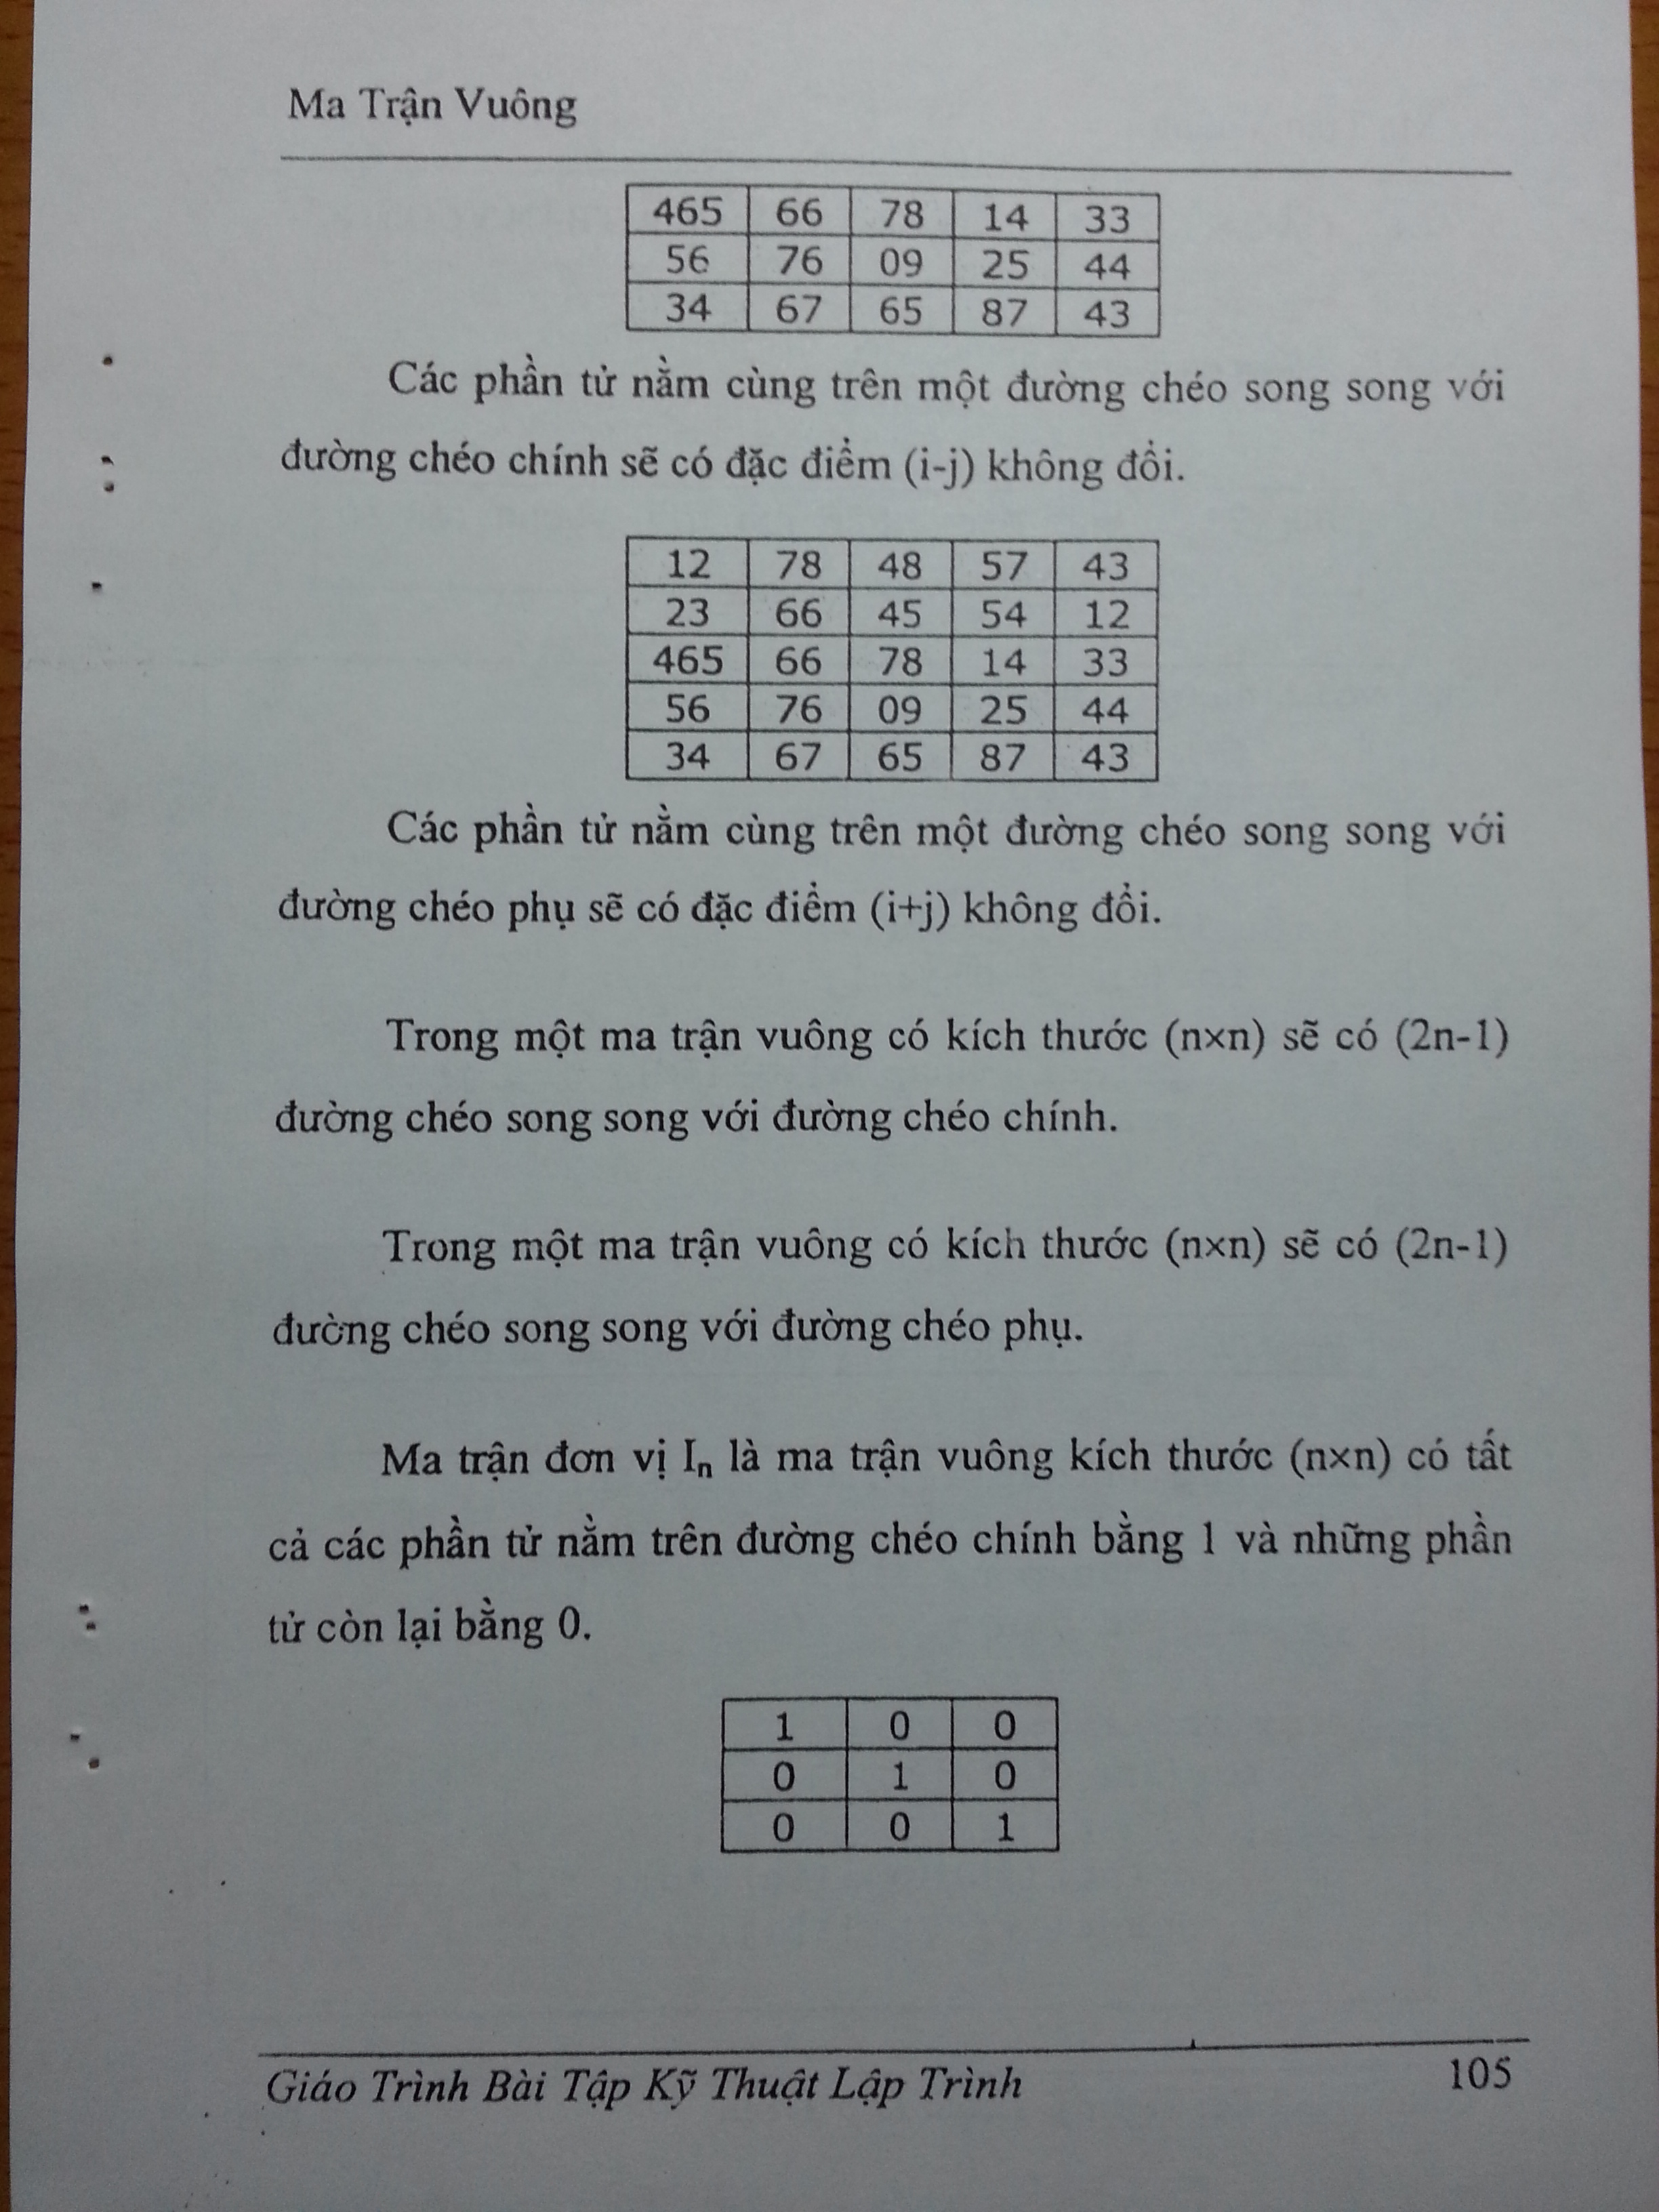 Ma Trận Vuông
465 66 78 14 33
56 76 09 25 44
34 67 65 87 43
Các phần tử nằm cùng trên một đường chéo song song với
đường chéo chính sẽ có đặc điểm (i-j) không đổi.
12 78 48 57 43
23 66 45 54 12
465 66 78 14 33
56 76 09 25 44
34 67 65 87 43
Các phần tử nằm cùng trên một đường chéo song song với
đường chéo phụ sẽ có đặc điểm (i+j) không đổi.
Trong một ma trận vuông có kích thước (n×n) sẽ có (2n-1)
đường chéo song song với đường chéo chính.
Trong một ma trận vuông có kích thước (n×n) sẽ có (2n-1)
đường chéo song song với đường chéo phụ.
Ma trận đơn vị Iₙ là ma trận vuông kích thước (n×n) có tất
cả các phần tử nằm trên đường chéo chính bằng 1 và những phần
tử còn lại bằng 0.
1 0 0
0 1 0
0 0 1
Giáo Trình Bài Tập Kỹ Thuật Lập Trình 105